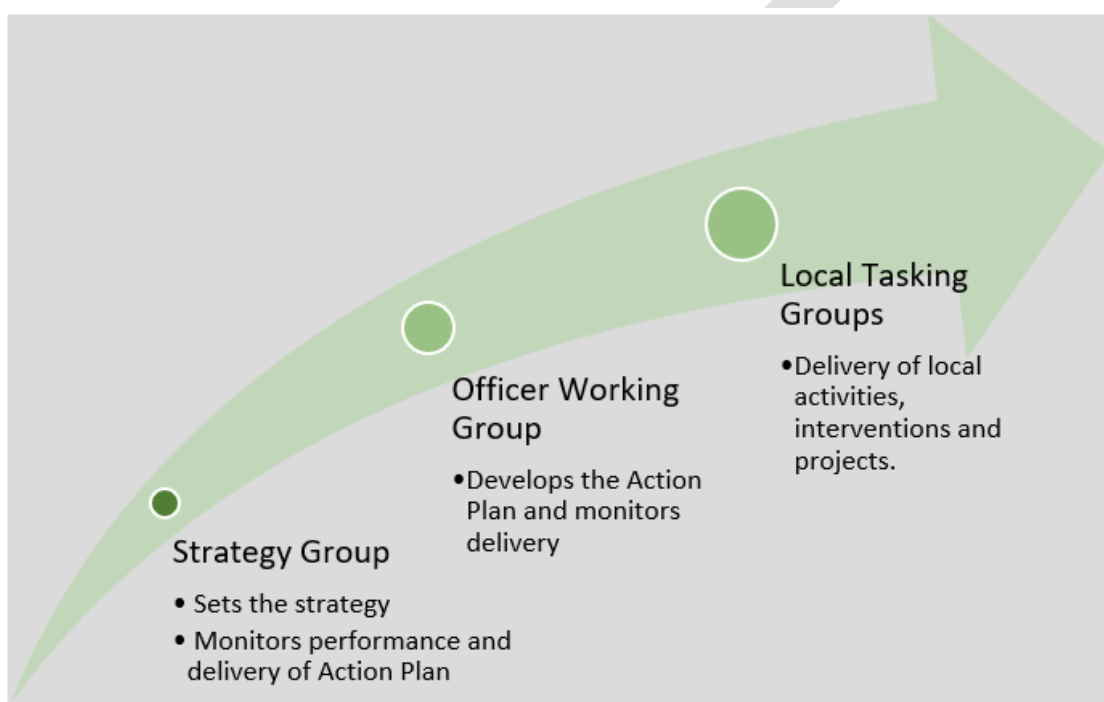 Strategy Group
• Sets the strategy
• Monitors performance and
delivery of Action Plan
Officer Working
Group
•Develops the Action
Plan and monitors
delivery
Local Tasking
Groups
•Delivery of local
activities,
interventions and
projects.